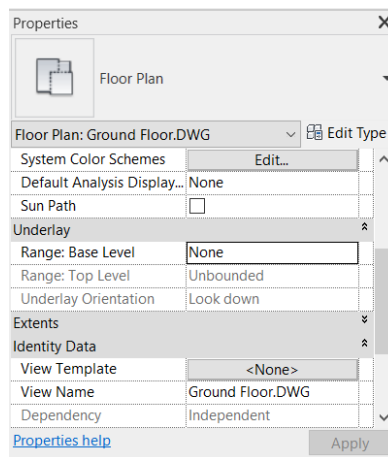 Properties
Floor Plan
Floor Plan: Ground Floor.DWG Edit Type
System Color Schemes Edit...
Default Analysis Display... None
Sun Path
Underlay
Range: Base Level None
Range: Top Level Unbounded
Underlay Orientation Look down
Extents
Identity Data
View Template <None>
View Name Ground Floor.DWG
Dependency Independent
Properties help Apply